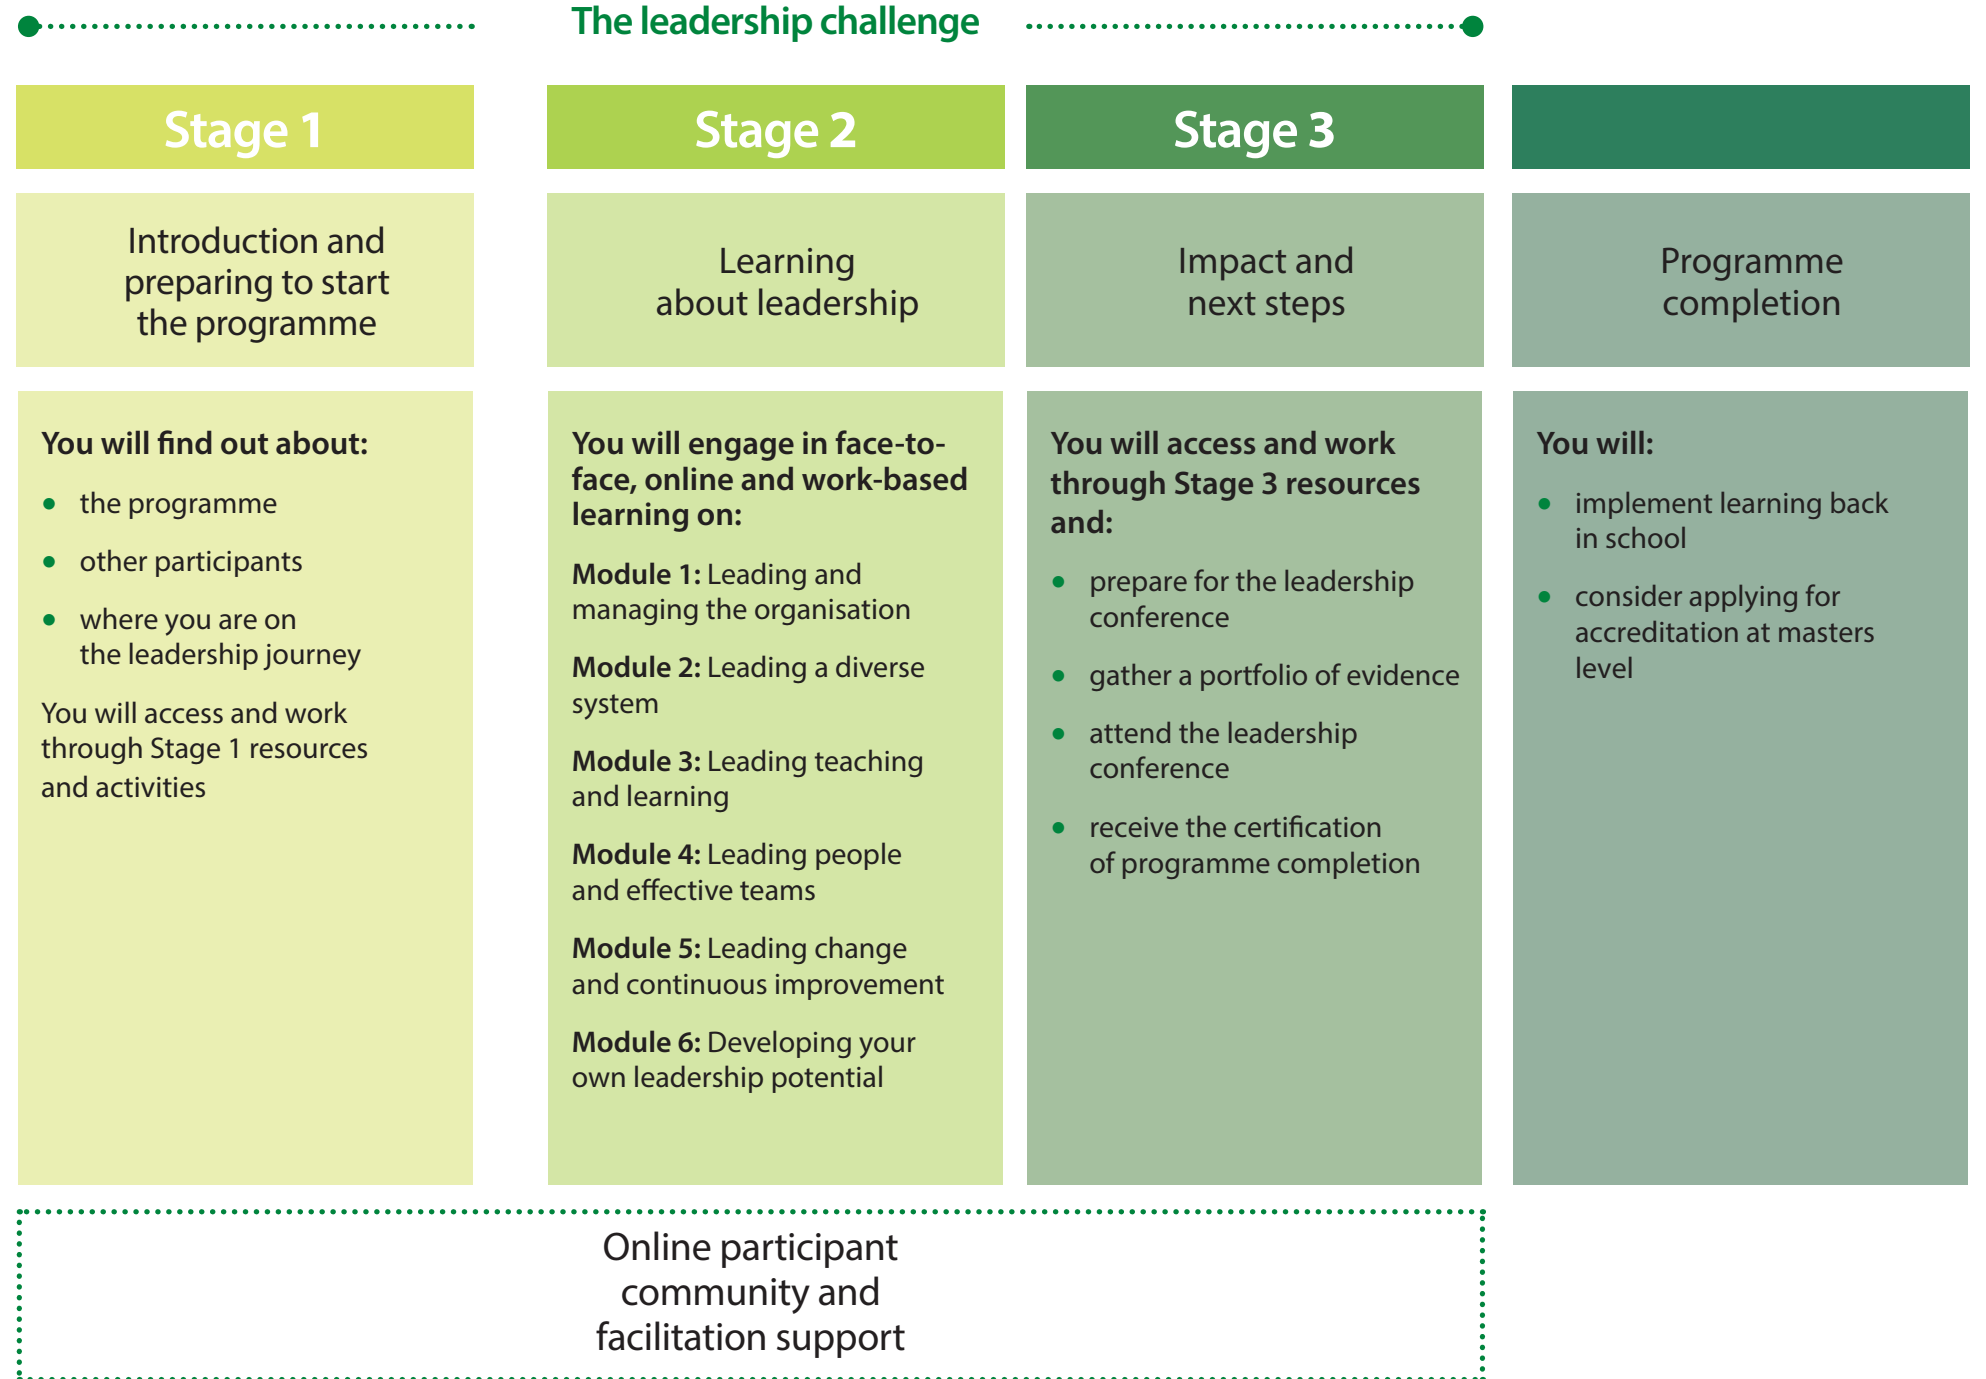 The leadership challenge
Stage 1
Introduction and
preparing to start
the programme
You will find out about:
• the programme
• other participants
• where you are on
the leadership journey
You will access and work
through Stage 1 resources
and activities
Stage 2
Learning
about leadership
You will engage in face-to-
face, online and work-based
learning on:
Module 1: Leading and
managing the organisation
Module 2: Leading a diverse
system
Module 3: Leading teaching
and learning
Module 4: Leading people
and effective teams
Module 5: Leading change
and continuous improvement
Module 6: Developing your
own leadership potential
Stage 3
Impact and
next steps
You will access and work
through Stage 3 resources
and:
• prepare for the leadership
conference
• gather a portfolio of evidence
• attend the leadership
conference
• receive the certification
of programme completion
Programme
completion
You will:
• implement learning back
in school
• consider applying for
accreditation at masters
level
Online participant
community and
facilitation support